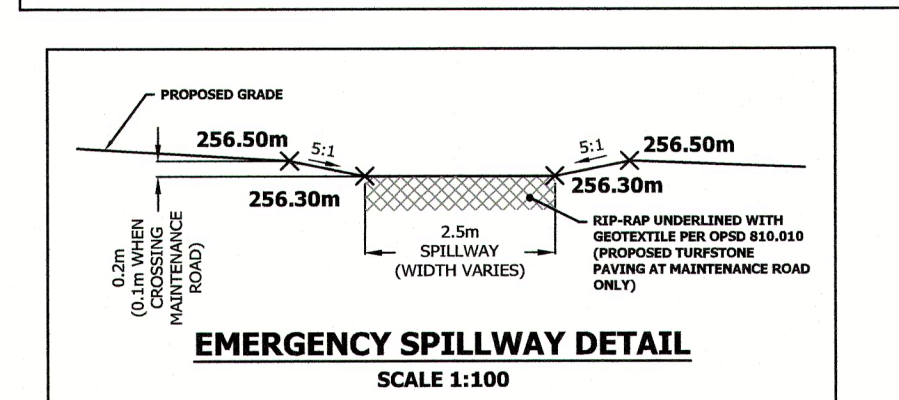 PROPOSED GRADE
256.50m
5:1
5:1
256.50m
256.30m
256.30m
0.2m
(0.1m WHEN
CROSSING
MAINTENANCE
ROAD)
2.5m
SPILLWAY
(WIDTH VARIES)
RIP-RAP UNDERLINED WITH
GEOTEXTILE PER OPSD 810.010
(PROPOSED TURFSTONE
PAVING AT MAINTENANCE ROAD
ONLY)
EMERGENCY SPILLWAY DETAIL
SCALE 1:100